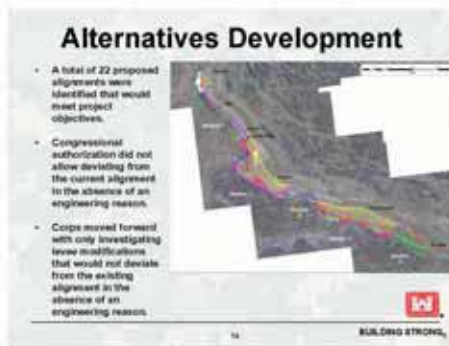 Alternatives Development
• A total of 22 proposed
alignments were
identified that would
meet project
objectives.
• Congressional
authorization did not
allow deviating from
the current alignment
in the absence of an
engineering reason.
• Corps moved forward
with only investigating
levee modifications
that would not deviate
from the existing
alignment in the
absence of an
engineering reason.
BUILDING STRONG®